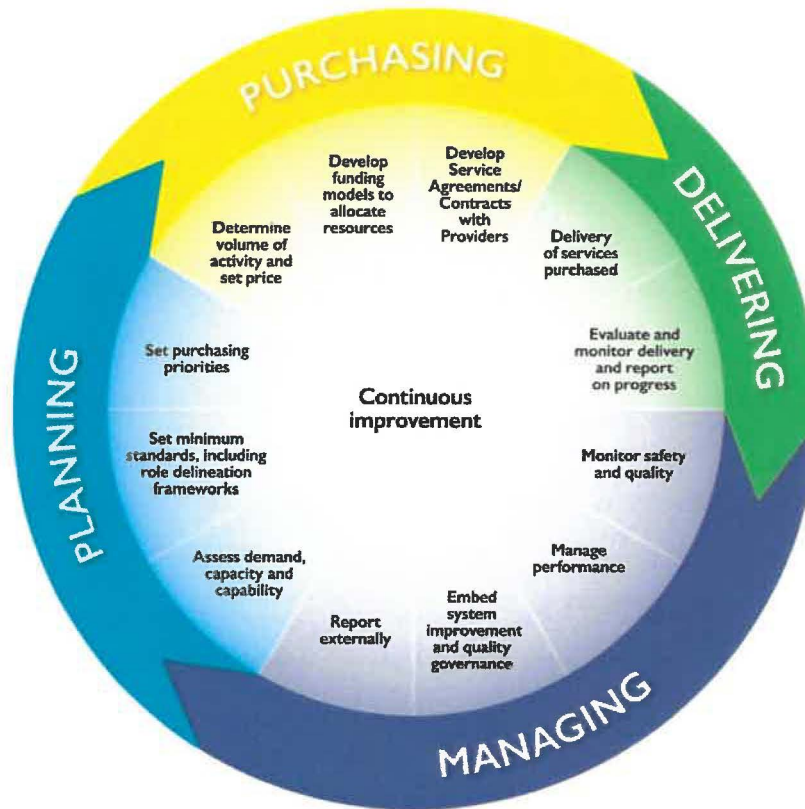 PURCHASING
Develop
funding
models to
allocate
resources
Develop
Service
Agreements/
Contracts
with
Providers
Determine
volume of
activity and
set price
DELIVERING
Delivery
of services
purchased
Evaluate and
monitor delivery
and report
on progress
MANAGING
Monitor safety
and quality
Manage
performance
Embed
system
improvement
and quality
governance
Report
externally
PLANNING
Assess demand,
capacity and
capability
Set minimum
standards, including
role delineation
frameworks
Set purchasing
priorities
Continuous
improvement